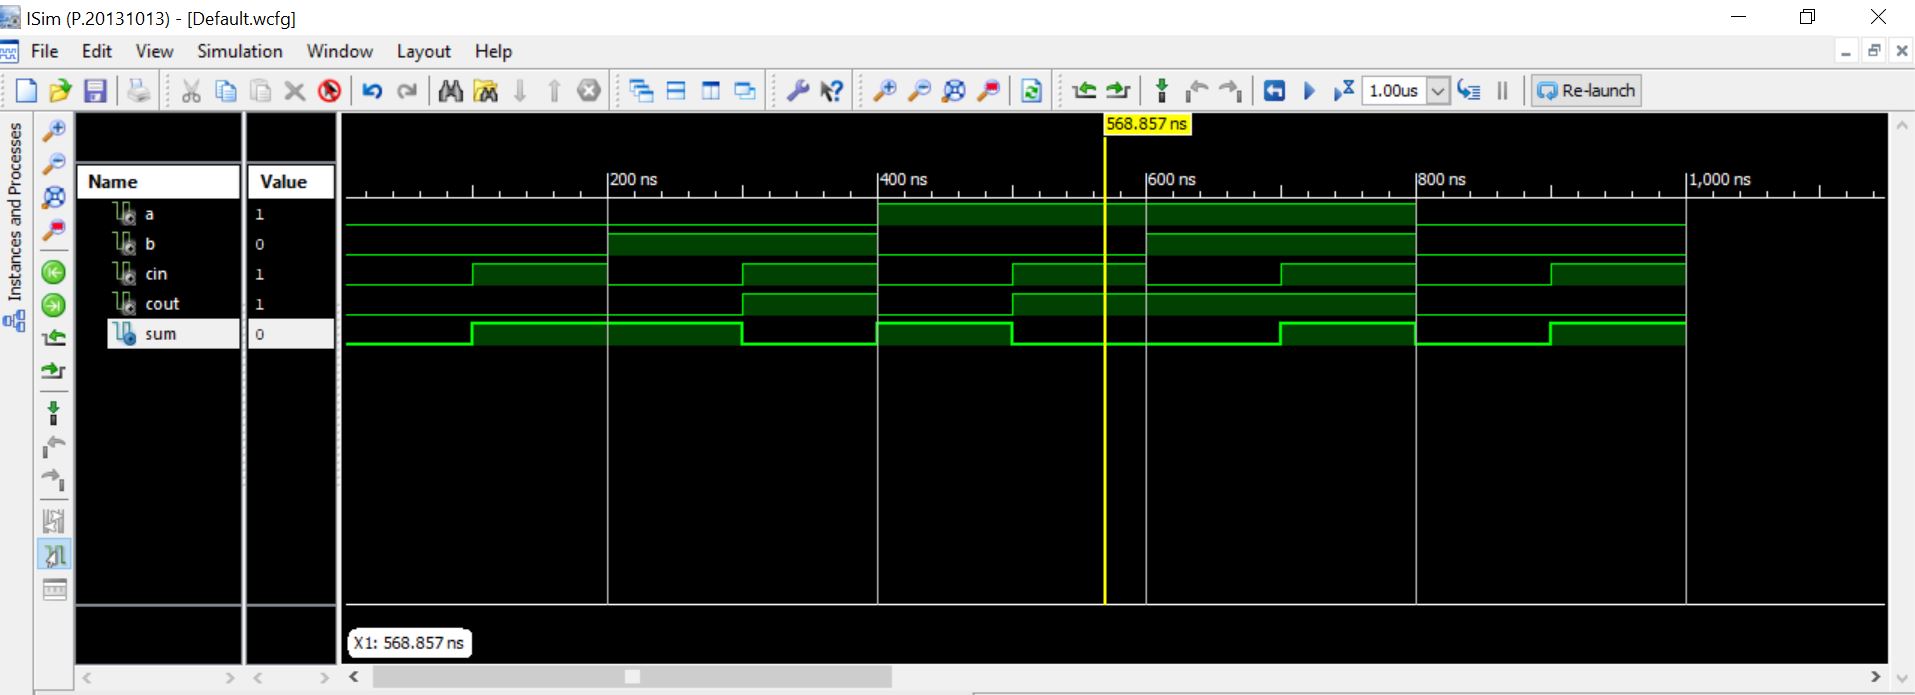 ISim (P.20131013) - [Default.wcfg]
File Edit View Simulation Window Layout Help
1.00us Re-launch
568.857 ns
Instances and Processes
Name Value
200 ns 400 ns 600 ns 800 ns 1,000 ns
a 1
b 0
cin 1
cout 1
sum 0
X1: 568.857 ns